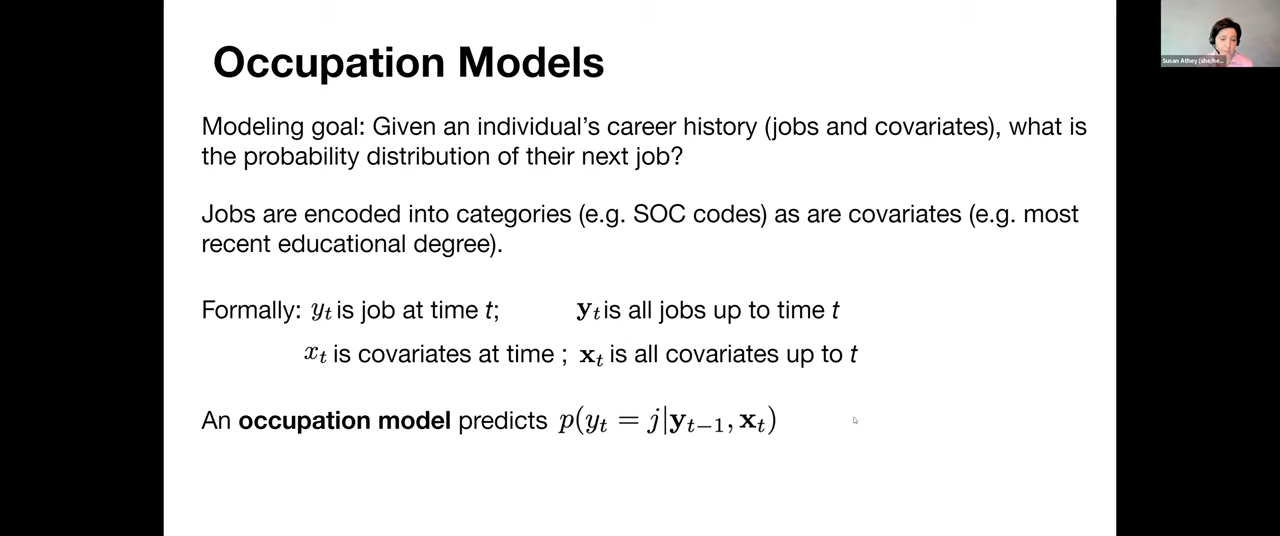 Occupation Models
Susan Athey (she/he...
Modeling goal: Given an individual's career history (jobs and covariates), what is
the probability distribution of their next job?
Jobs are encoded into categories (e.g. SOC codes) as are covariates (e.g. most
recent educational degree).
Formally: yₜ is job at time t; 𝐲ₜ is all jobs up to time t
xₜ is covariates at time ; 𝐱ₜ is all covariates up to t
An occupation model predicts p(yₜ = j|𝐲ₜ₋₁, 𝐱ₜ)